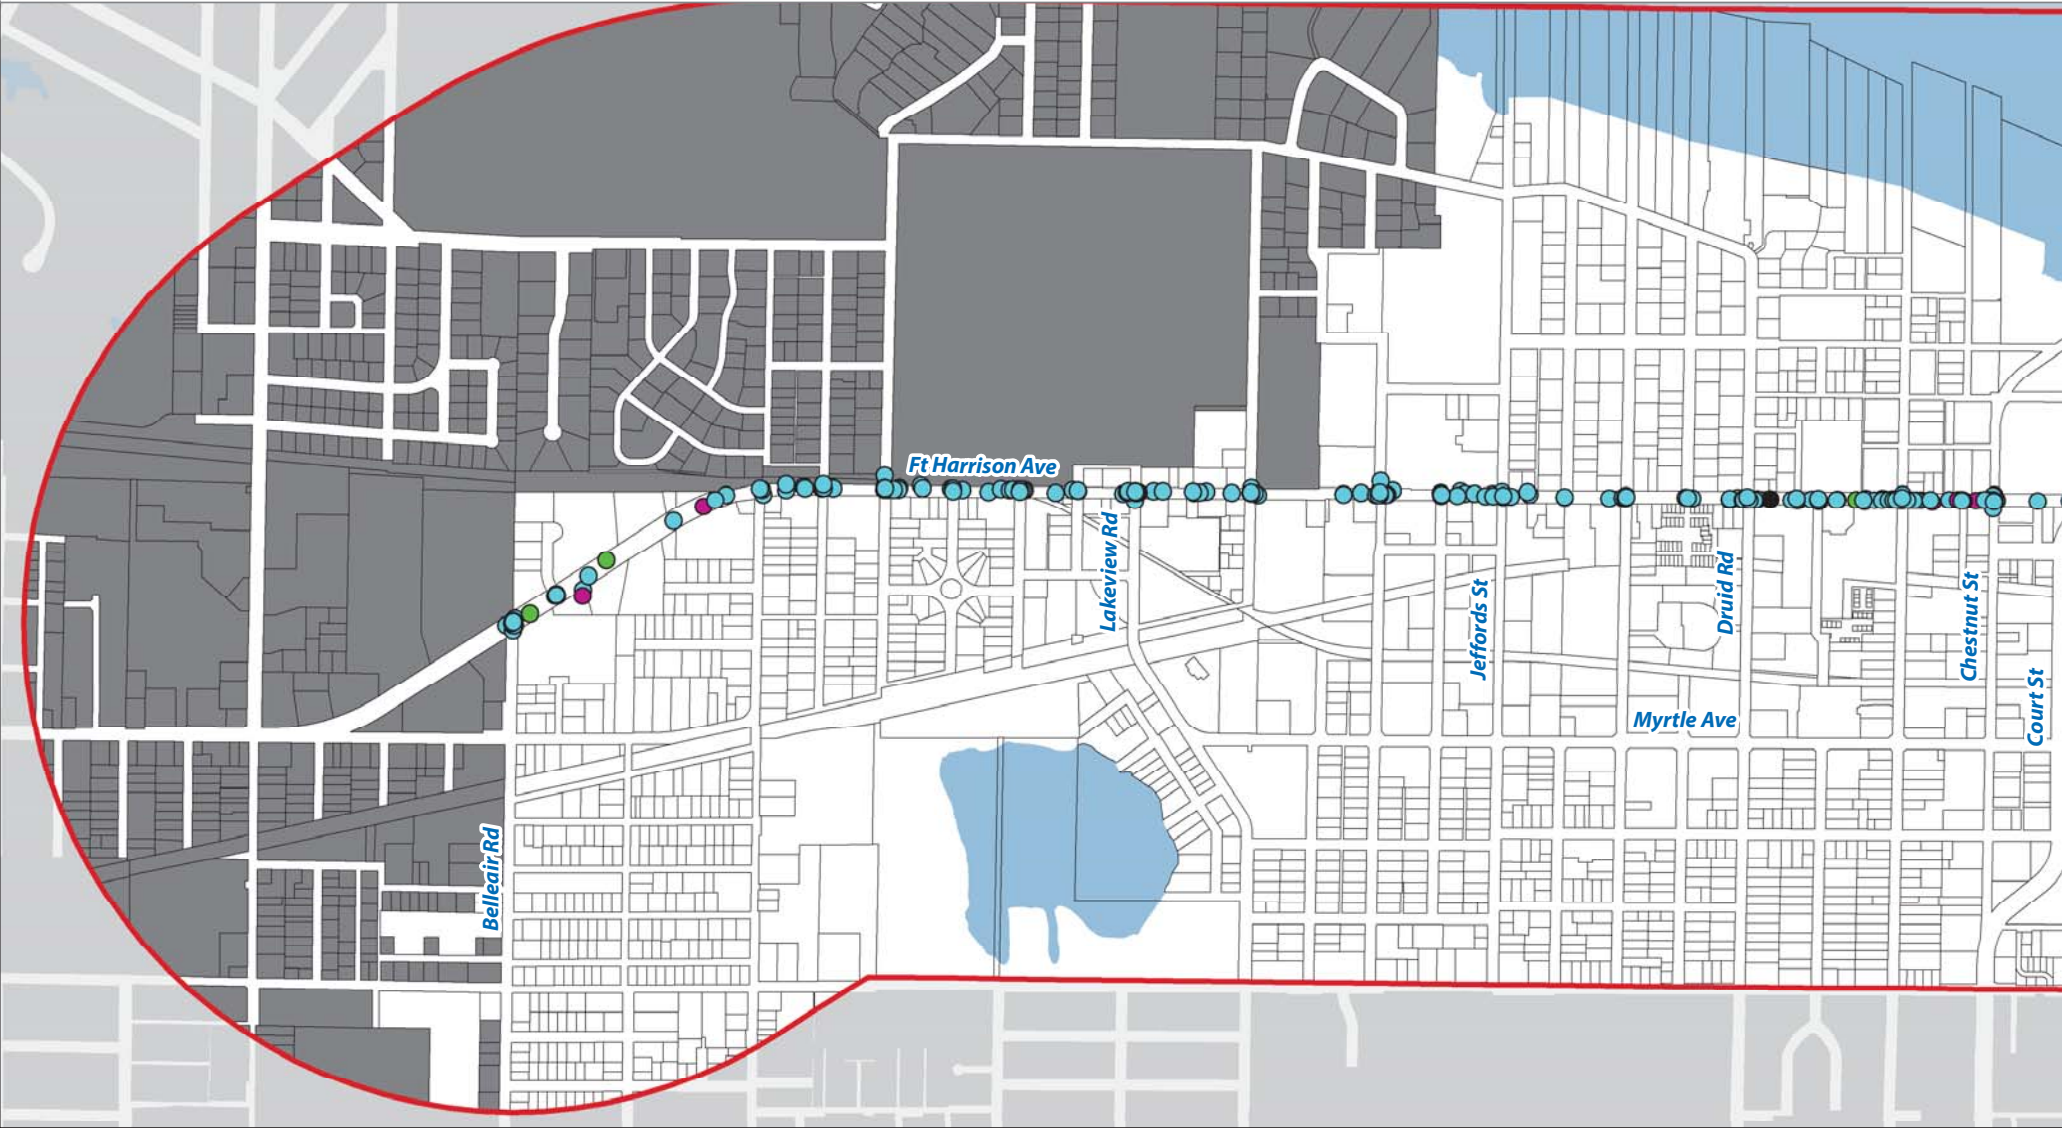 Ft Harrison Ave
Lakeview Rd
Jeffords St
Druid Rd
Chestnut St
Court St
Myrtle Ave
Belleair Rd